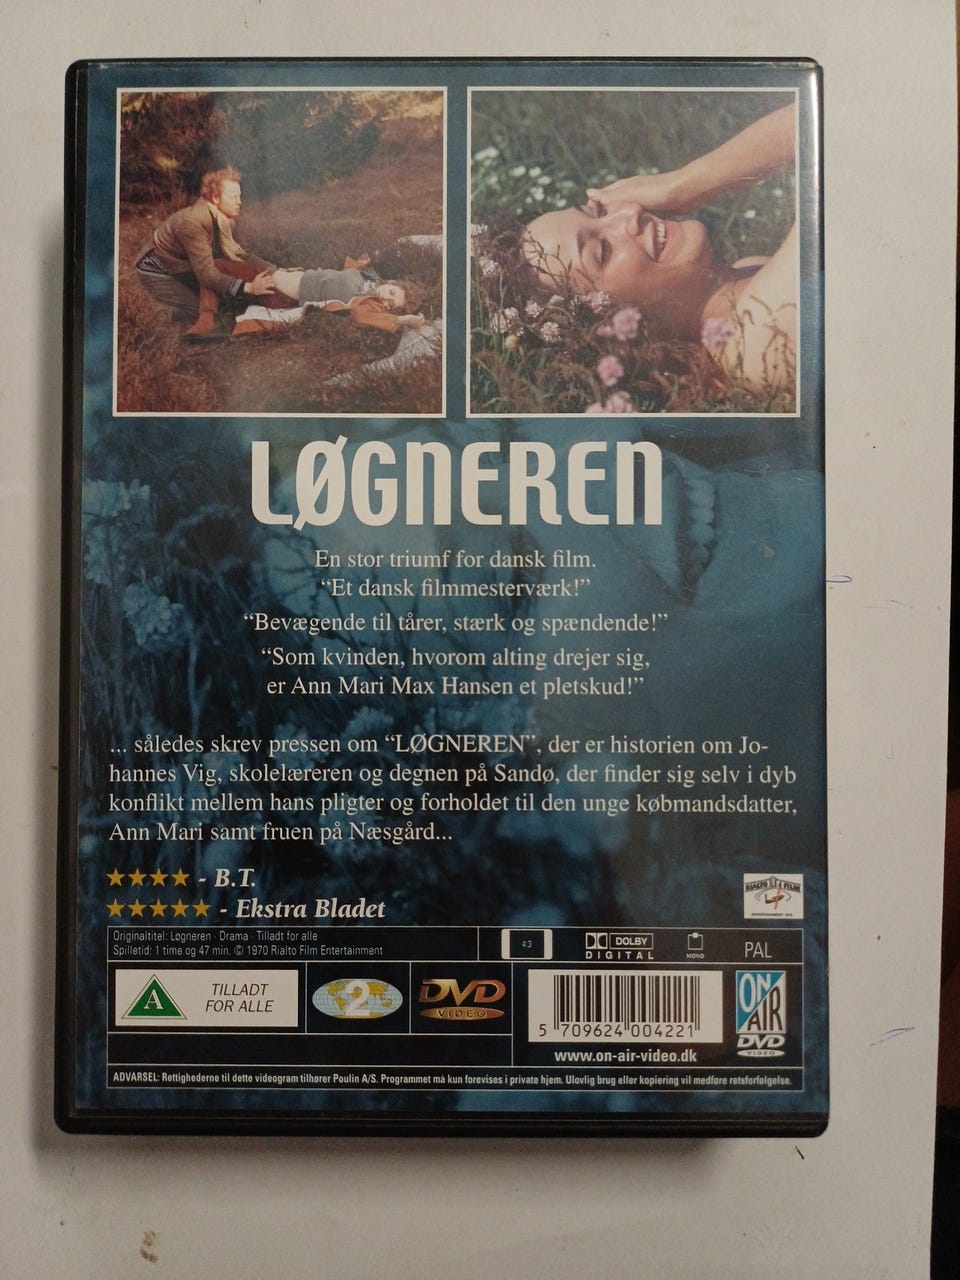 LØGNEREN
En stor triumf for dansk film.
“Et dansk filmmesterværk!”
“Bevægende til tårer, stærk og spændende!”
“Som kvinden, hvorom alting drejer sig,
er Ann Mari Max Hansen et pletskud!”
... således skrev pressen om “LØGNEREN”, der er historien om Jo-
hannes Vig, skolelæreren og degnen på Sandø, der finder sig selv i dyb
konflikt mellem hans pligter og forholdet til den unge købmandsdatter,
Ann Mari samt fruen på Næsgård...
★★★★ - B.T.
★★★★★ - Ekstra Bladet
RIALTO FILM
ENTERTAINMENT APS
Originaltitel: Løgneren · Drama · Tilladt for alle
Spilletid: 1 time og 47 min. © 1970 Rialto Film Entertainment
4:3
DOLBY
DIGITAL
MONO
PAL
A
TILLADT
FOR ALLE
2
DVD
VIDEO
5 709624 004221
www.on-air-video.dk
ON
AIR
DVD
VIDEO
ADVARSEL: Rettighederne til dette videogram tilhører Poulin A/S. Programmet må kun forevises i private hjem. Ulovlig brug eller kopiering vil medføre retsforfølgelse.